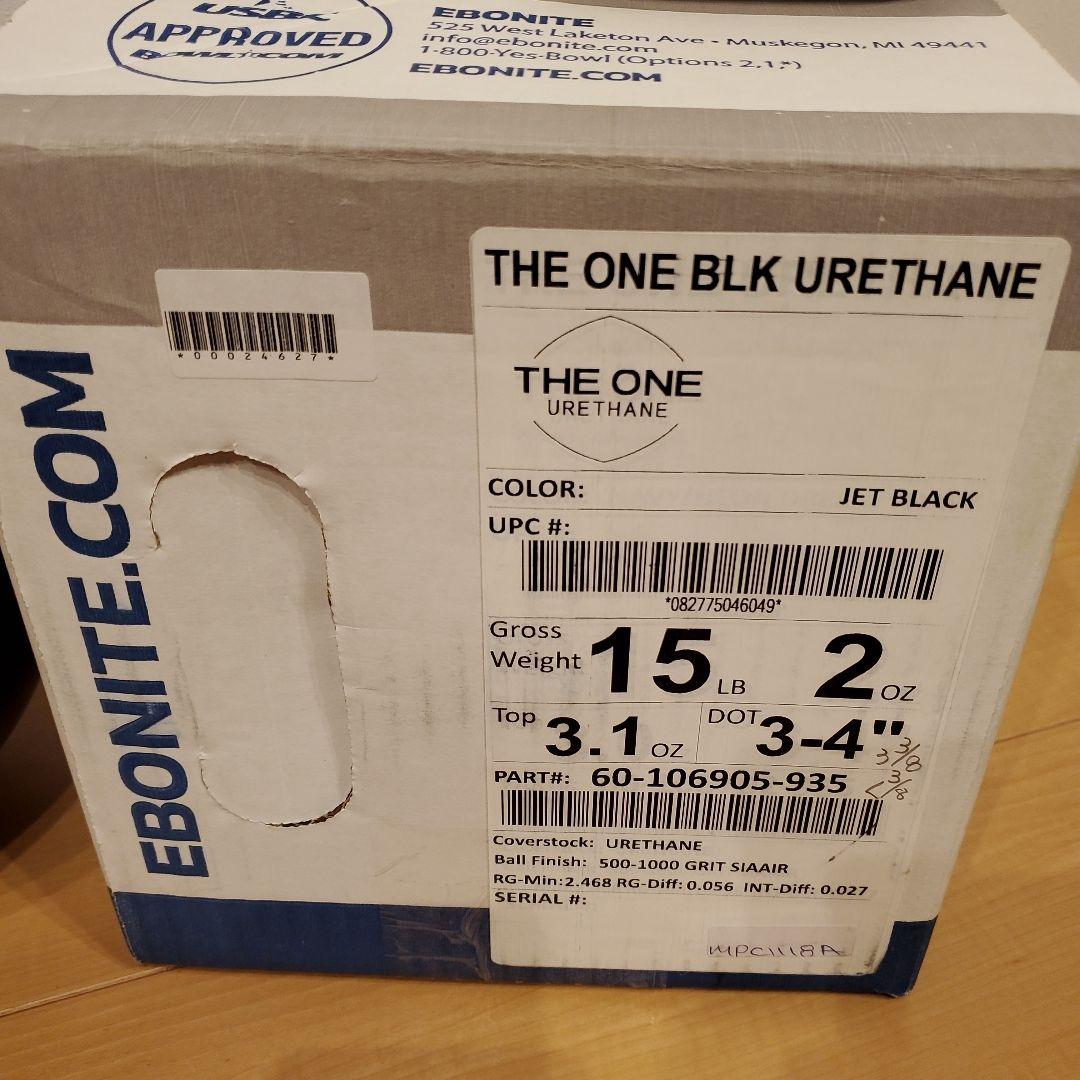 USBC
APPROVED
BOWL.COM
EBONITE
525 West Laketon Ave • Muskegon, MI 49441
info@ebonite.com
1-800-Yes-Bowl (Options 2,1,*)
EBONITE.COM
EBONITE.COM
*000024627*
THE ONE BLK URETHANE
THE ONE
URETHANE
COLOR: JET BLACK
UPC #:
*082775046049*
Gross Weight 15 LB 2 OZ
Top 3.1 OZ DOT 3-4"
3 3/8
PART#: 60-106905-935
Coverstock: URETHANE
Ball Finish: 500-1000 GRIT SIAAIR
RG-Min:2.468 RG-Diff: 0.056 INT-Diff: 0.027
SERIAL #:
MPC1118A